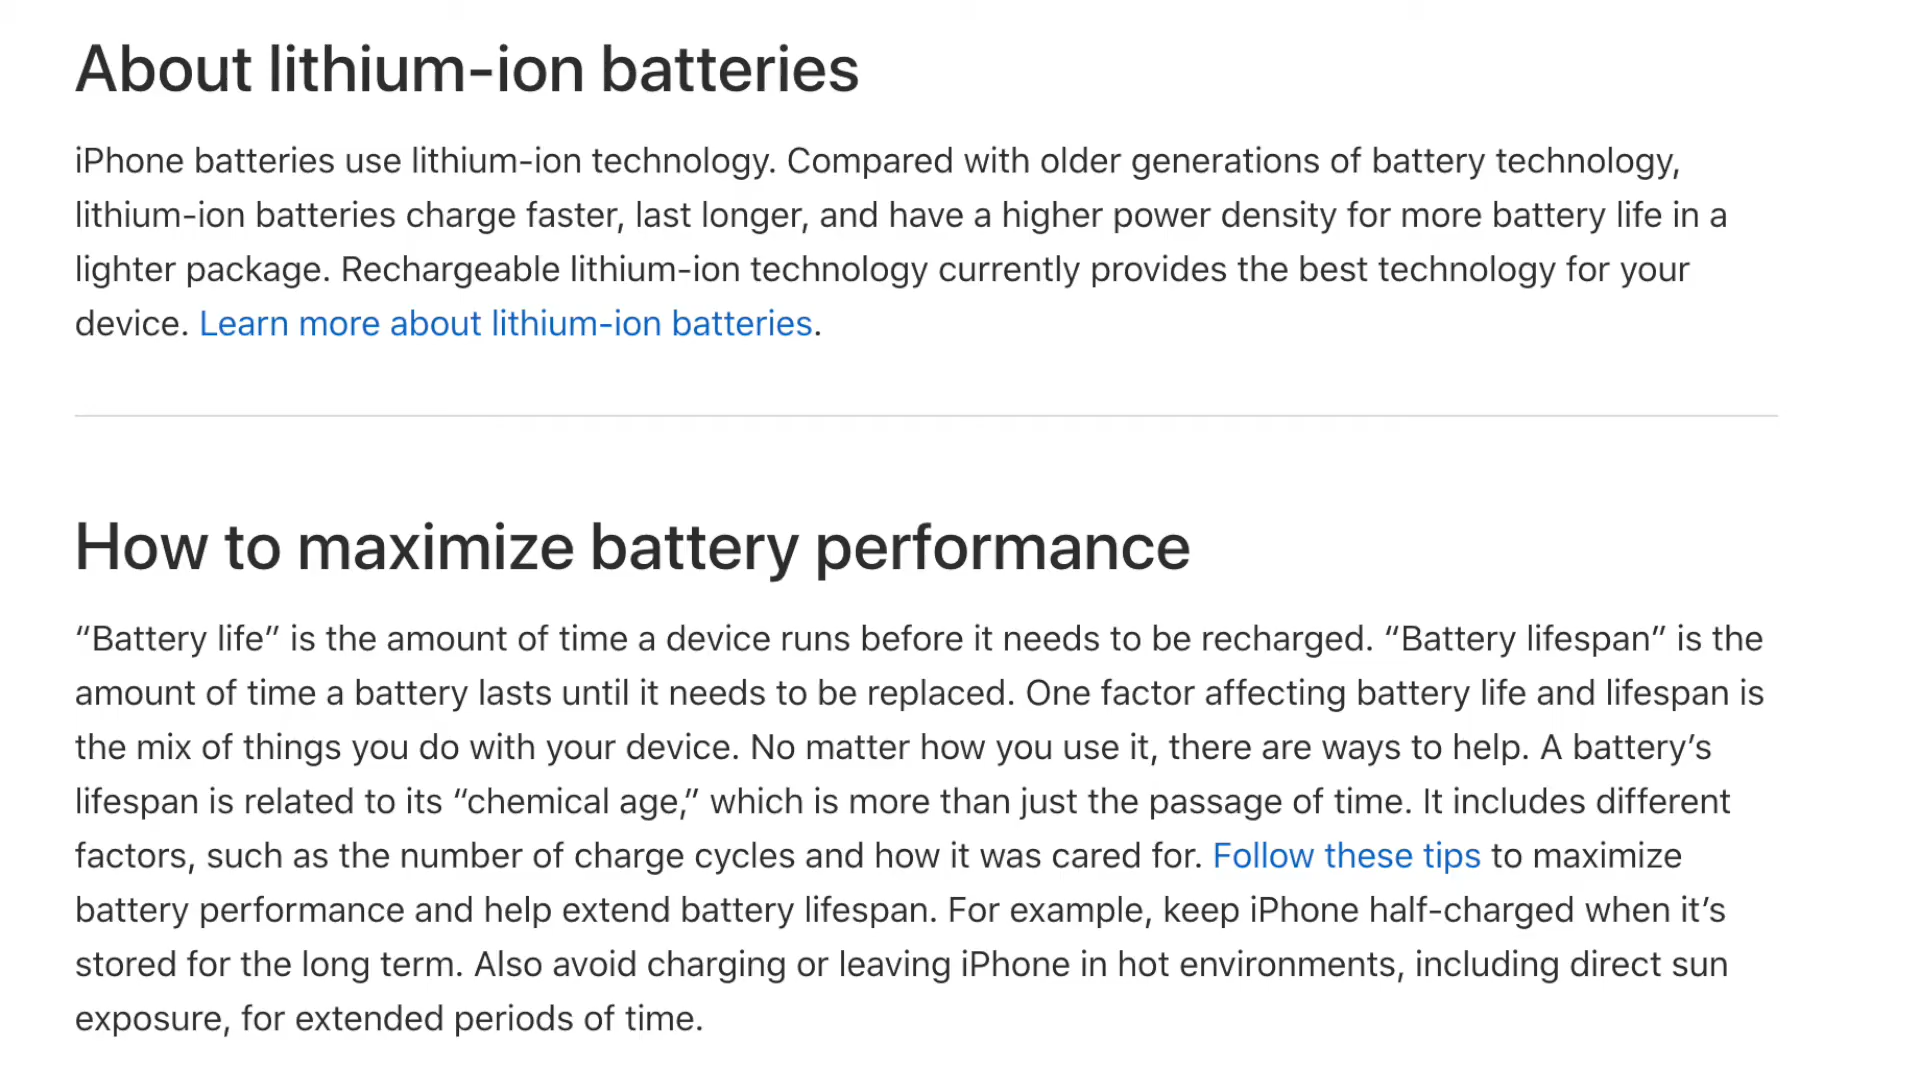 About lithium-ion batteries
iPhone batteries use lithium-ion technology. Compared with older generations of battery technology,
lithium-ion batteries charge faster, last longer, and have a higher power density for more battery life in a
lighter package. Rechargeable lithium-ion technology currently provides the best technology for your
device. Learn more about lithium-ion batteries.
How to maximize battery performance
“Battery life” is the amount of time a device runs before it needs to be recharged. “Battery lifespan” is the
amount of time a battery lasts until it needs to be replaced. One factor affecting battery life and lifespan is
the mix of things you do with your device. No matter how you use it, there are ways to help. A battery’s
lifespan is related to its “chemical age,” which is more than just the passage of time. It includes different
factors, such as the number of charge cycles and how it was cared for. Follow these tips to maximize
battery performance and help extend battery lifespan. For example, keep iPhone half-charged when it’s
stored for the long term. Also avoid charging or leaving iPhone in hot environments, including direct sun
exposure, for extended periods of time.